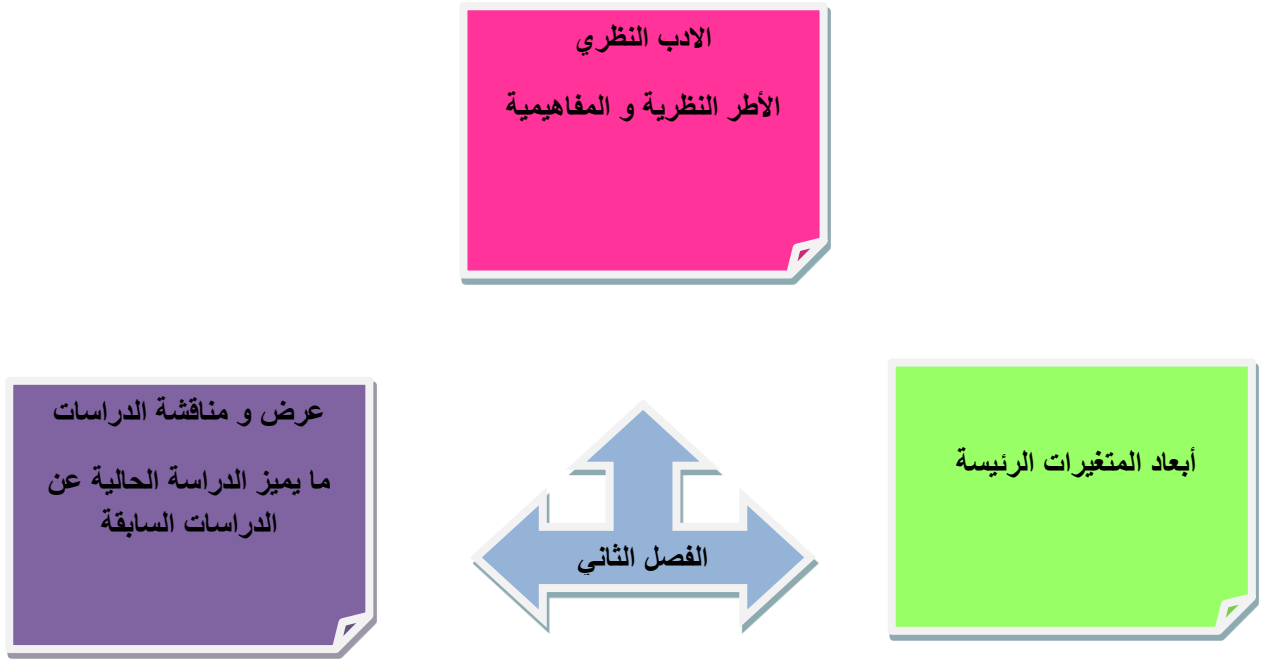 الادب النظري
الأطر النظرية و المفاهيمية
أبعاد المتغيرات الرئيسة
عرض و مناقشة الدراسات
ما يميز الدراسة الحالية عن
الدراسات السابقة
الفصل الثاني